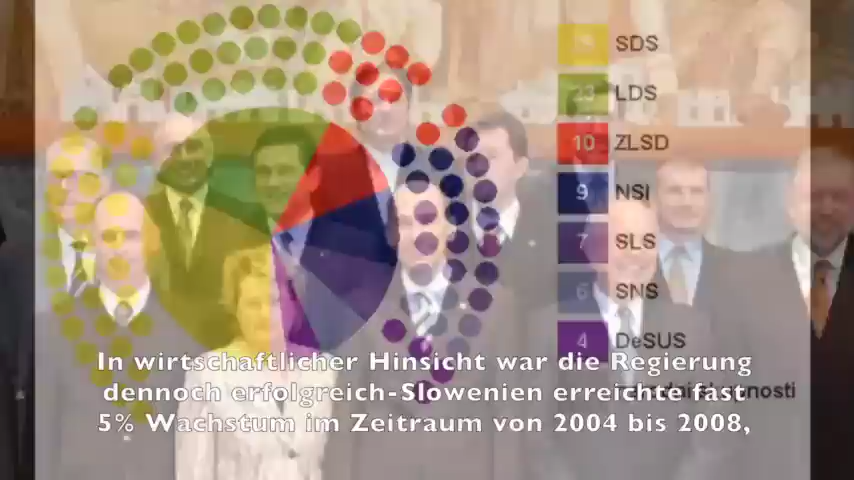 SDS
23 LDS
10 ZLSD
9 NSI
7 SLS
6 SNS
4 DeSUS
In wirtschaftlicher Hinsicht war die Regierung
dennoch erfolgreich-Slowenien erreichte fast
5% Wachstum im Zeitraum von 2004 bis 2008,